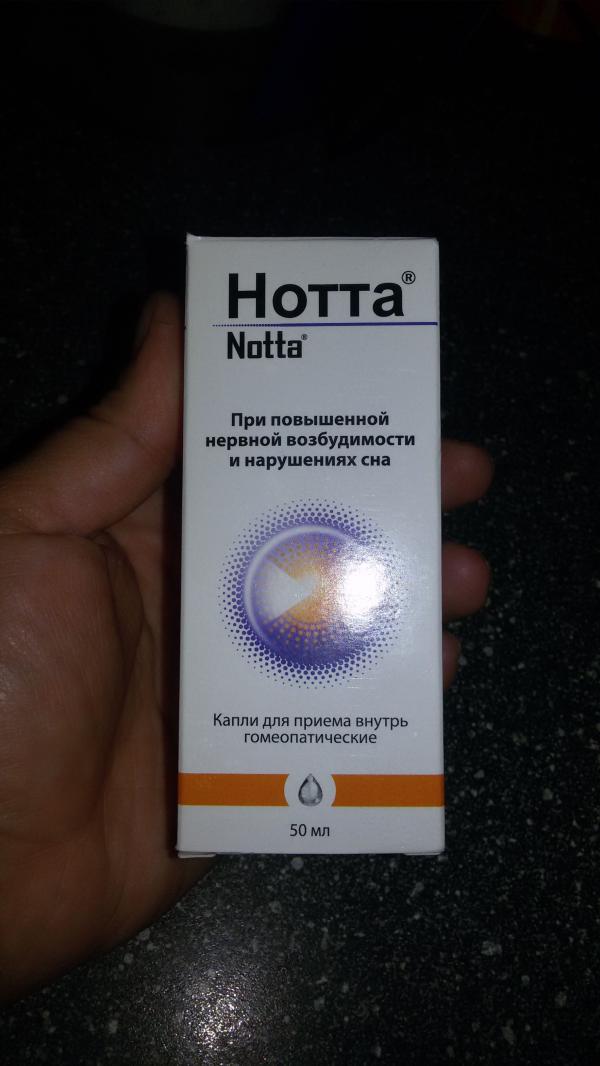 Нотта®
Notta®
При повышенной
нервной возбудимости
и нарушениях сна
Капли для приема внутрь
гомеопатические
50 мл